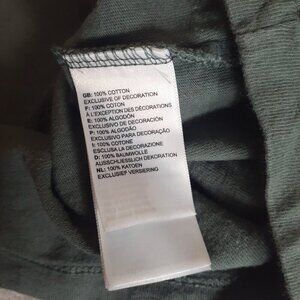 GB: 100% COTTON
EXCLUSIVE OF DECORATION
F: 100% COTON
À L'EXCEPTION DES DÉCORATIONS
E: 100% ALGODÓN
EXCLUSIVO DE DECORACIÓN
P: 100% ALGODÃO
EXCLUSIVO PARA DECORAÇÃO
I: 100% COTONE
ESCLUSA LA DECORAZIONE
D: 100% BAUMWOLLE
AUSSCHLIESSLICH DEKORATION
NL: 100% KATOEN
EXCLUSIEF VERSIERING